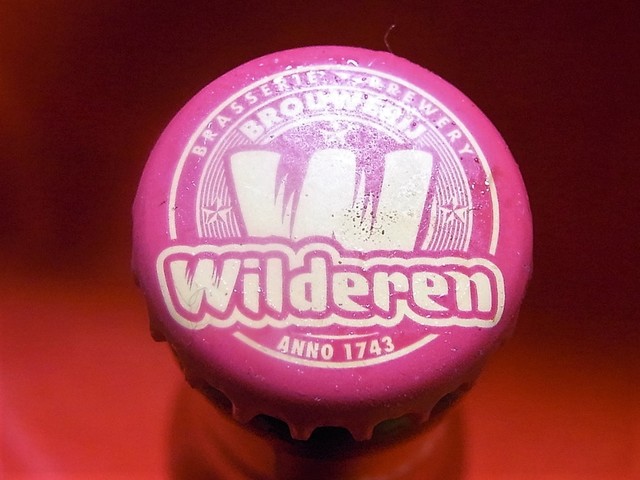 BRASSERIE ★ BREWERY
BROUWERIJ
W
Wilderen
ANNO 1743